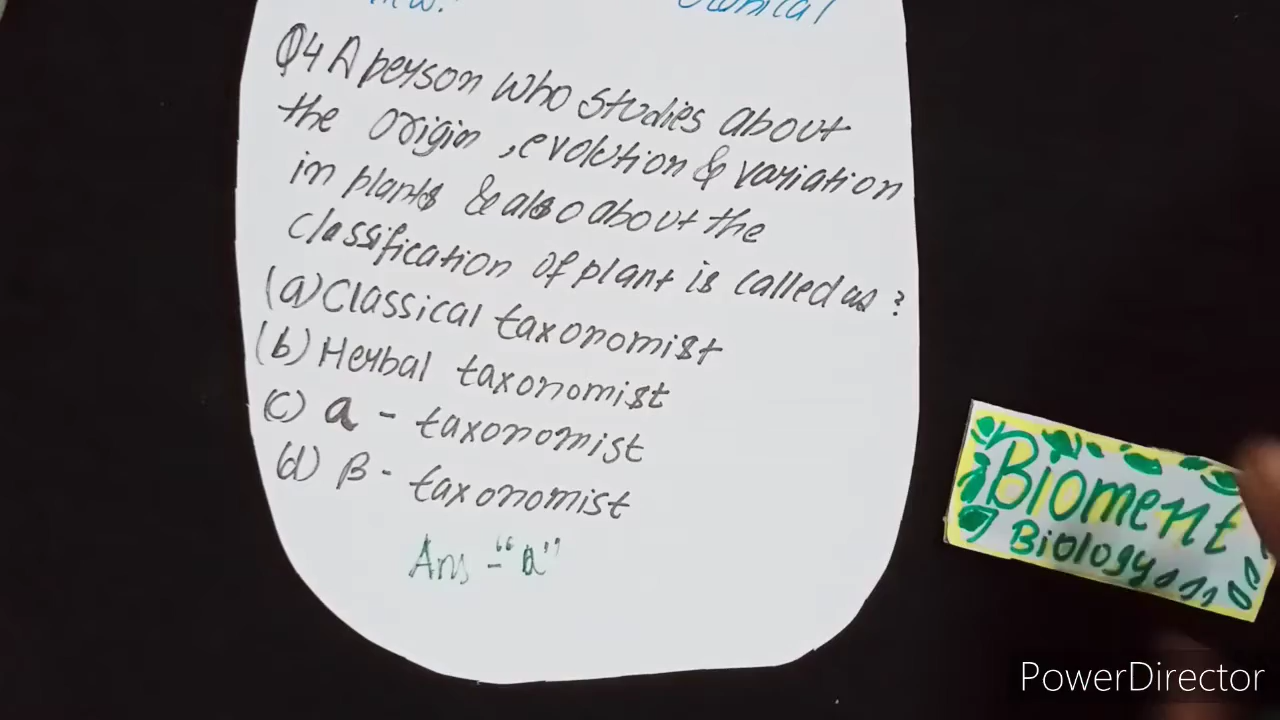 Q4 A person who studies about
the origin, evolution & variation
in plants & also about the
classification of plant is called as?
(a) Classical taxonomist
(b) Herbal taxonomist
(c) a - taxonomist
(d) β - taxonomist
Ans - "a"
Bioment
Biology
PowerDirector